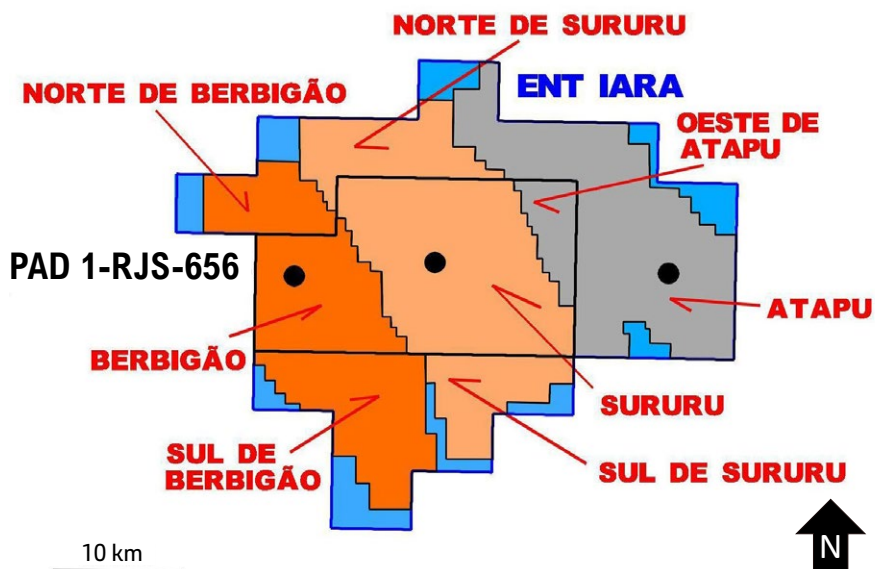 NORTE DE SURURU
NORTE DE BERBIGÃO
ENT IARA
OESTE DE
ATAPU
PAD 1-RJS-656
ATAPU
BERBIGÃO
SURURU
SUL DE
BERBIGÃO
SUL DE SURURU
10 km
N